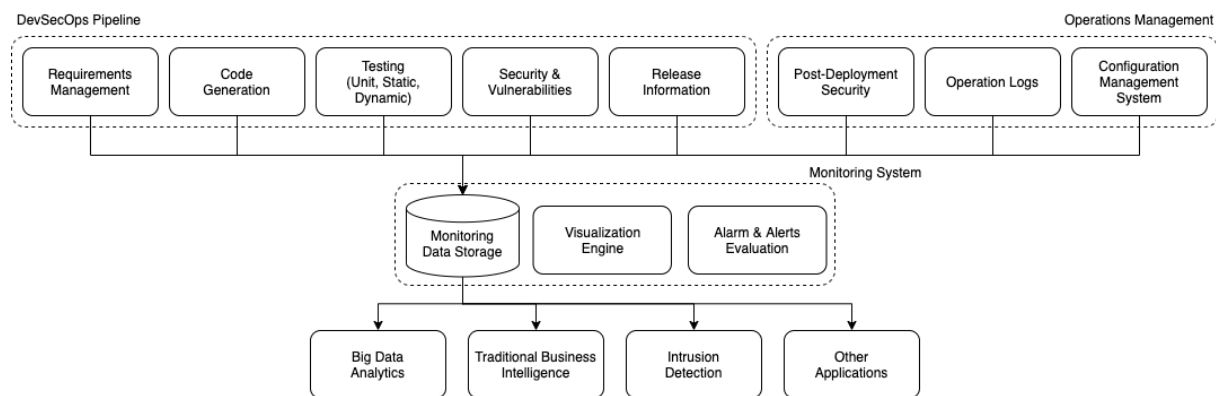 DevSecOps Pipeline
Operations Management
Requirements
Management
Code
Generation
Testing
(Unit, Static,
Dynamic)
Security &
Vulnerabilities
Release
Information
Post-Deployment
Security
Operation Logs
Configuration
Management
System
Monitoring System
Monitoring
Data Storage
Visualization
Engine
Alarm & Alerts
Evaluation
Big Data
Analytics
Traditional Business
Intelligence
Intrusion
Detection
Other
Applications